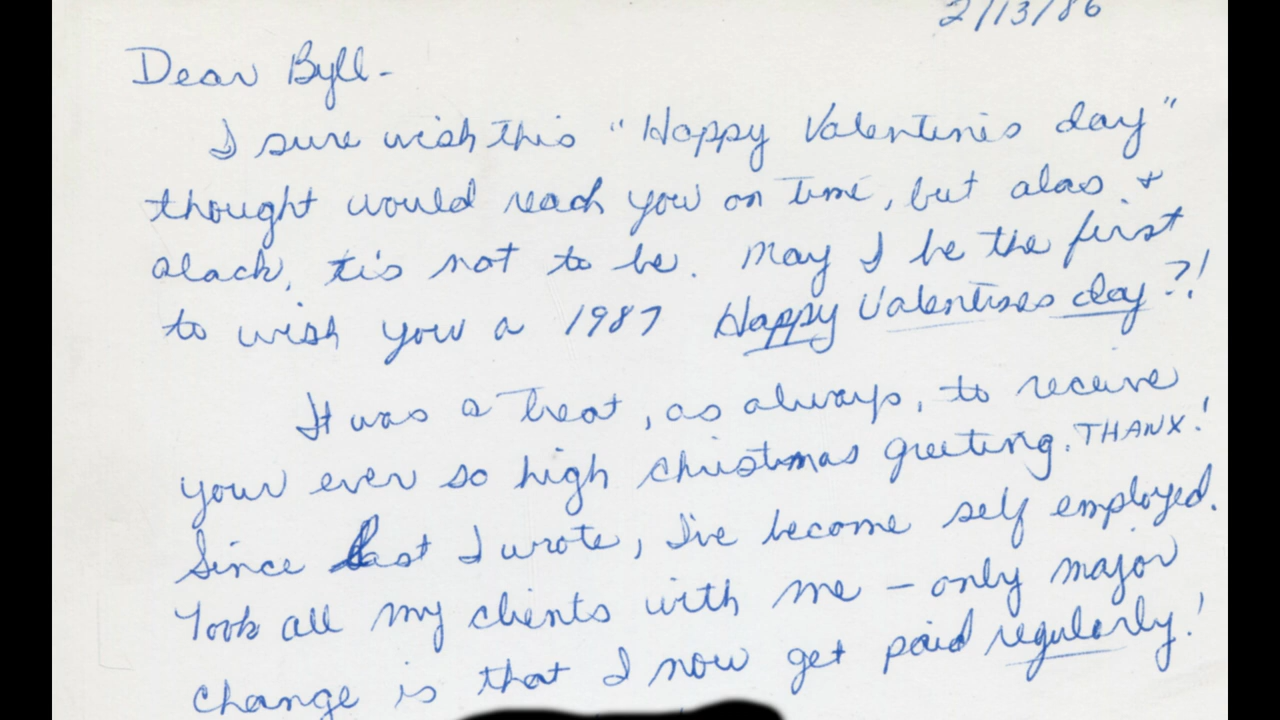 2/13/86
Dear Byll-
I sure wish this "Happy Valentines day"
thought would reach you on time, but alas &
alack, tis not to be. May I be the first
to wish you a 1987 Happy Valentines day?!
It was a treat, as always, to receive
your ever so high christmas greeting. THANX!
Since last I wrote, I've become self employed.
Took all my clients with me - only major
change is that I now get paid regularly!